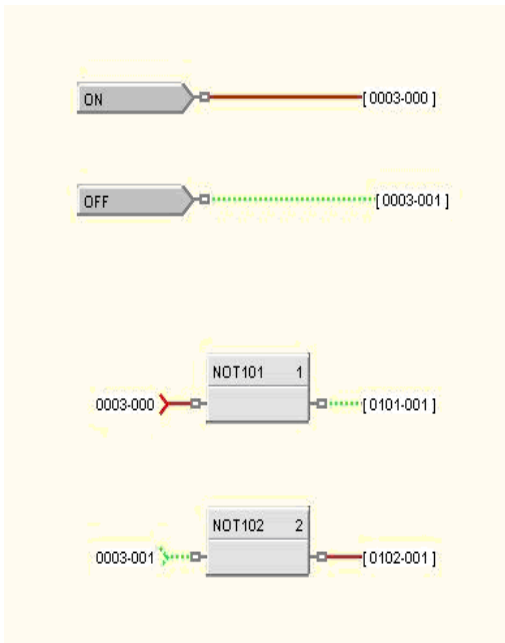 ON [ 0003-000 ]
OFF [ 0003-001 ]
NOT101 1
0003-000 [ 0101-001 ]
NOT102 2
0003-001 [ 0102-001 ]